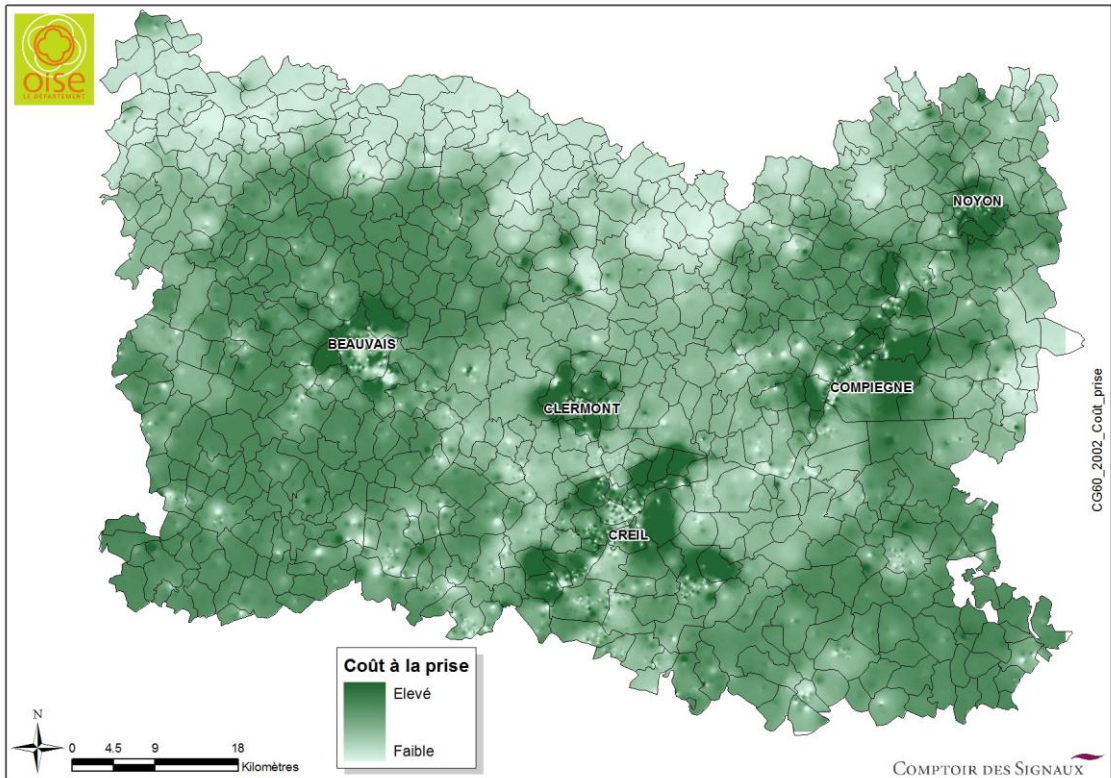 oise
LE DÉPARTEMENT
NOYON
BEAUVAIS
COMPIEGNE
CLERMONT
CREIL
CG60_2002_Coût_prise
Coût à la prise
Elevé
Faible
N
0 4.5 9 18
Kilomètres
COMPTOIR DES SIGNAUX